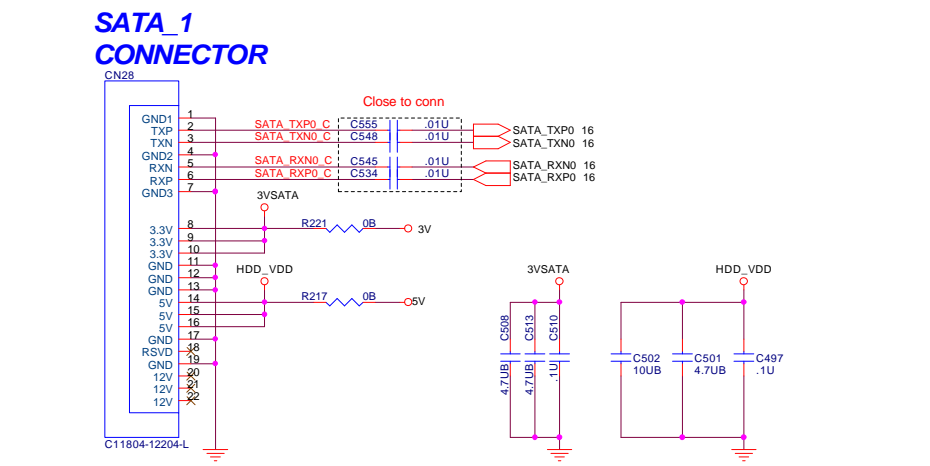 SATA_1
CONNECTOR
CN28
Close to conn
GND1 1
TXP 2 SATA_TXP0_C C555 .01U SATA_TXP0 16
TXN 3 SATA_TXN0_C C548 .01U SATA_TXN0 16
GND2 4
RXN 5 SATA_RXN0_C C545 .01U SATA_RXN0 16
RXP 6 SATA_RXP0_C C534 .01U SATA_RXP0 16
GND3 7
3VSATA
3.3V 8 R221 0B 3V
3.3V 9
3.3V 10
GND 11
HDD_VDD
GND 12
GND 13
5V 14 R217 0B 5V
5V 15
5V 16
GND 17
RSVD 18
GND 19
12V 20
12V 21
12V 22
C11804-12204-L
3VSATA
C508 4.7UB
C513 4.7UB
C510 .1U
HDD_VDD
C502 10UB
C501 4.7UB
C497 .1U